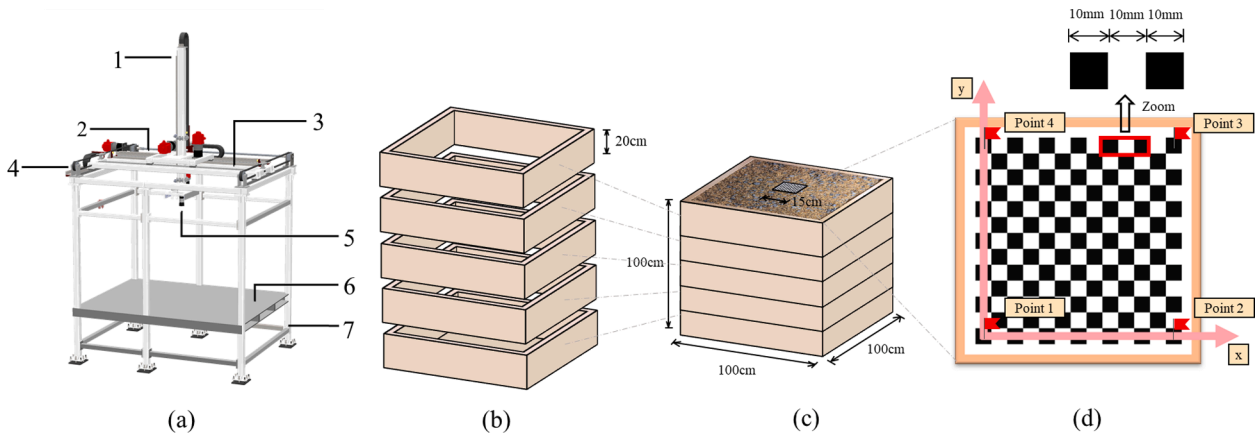 1
2
3
4
5
6
7
(a)
20cm
(b)
15cm
100cm
100cm
100cm
(c)
10mm 10mm 10mm
Zoom
y
Point 4
Point 3
Point 1
Point 2
x
(d)